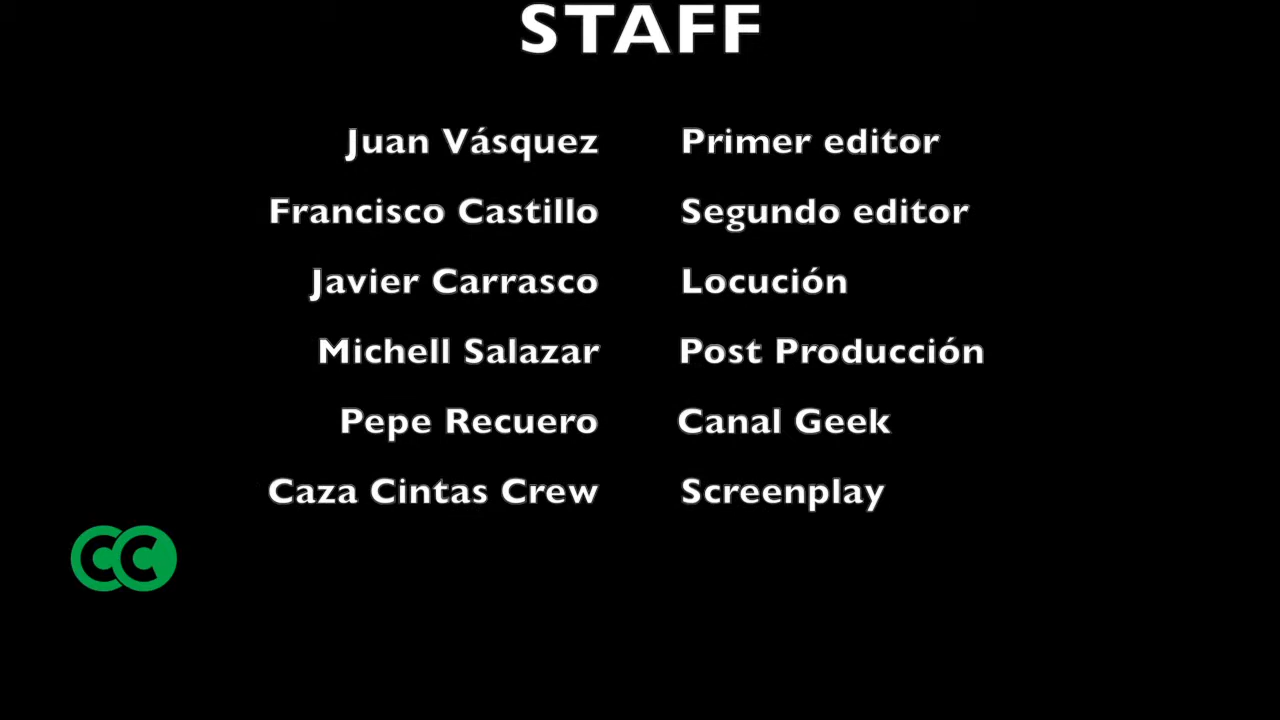 STAFF
Juan Vásquez Primer editor
Francisco Castillo Segundo editor
Javier Carrasco Locución
Michell Salazar Post Producción
Pepe Recuero Canal Geek
Caza Cintas Crew Screenplay
CC